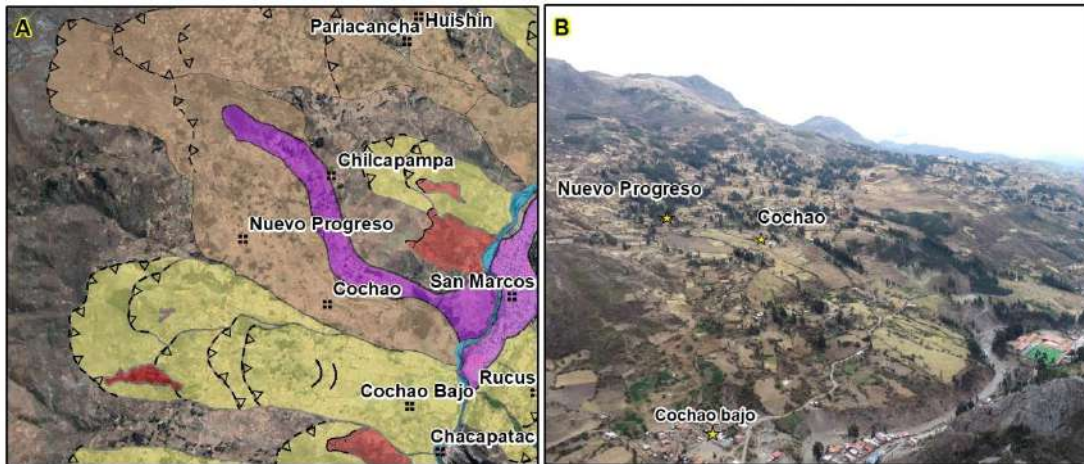 A
Huishin
Pariacancha
Chilcapampa
Nuevo Progreso
San Marcos
Cochao
Rucus
Cochao Bajo
Chacapatac
B
Nuevo Progreso
Cochao
Cochao bajo